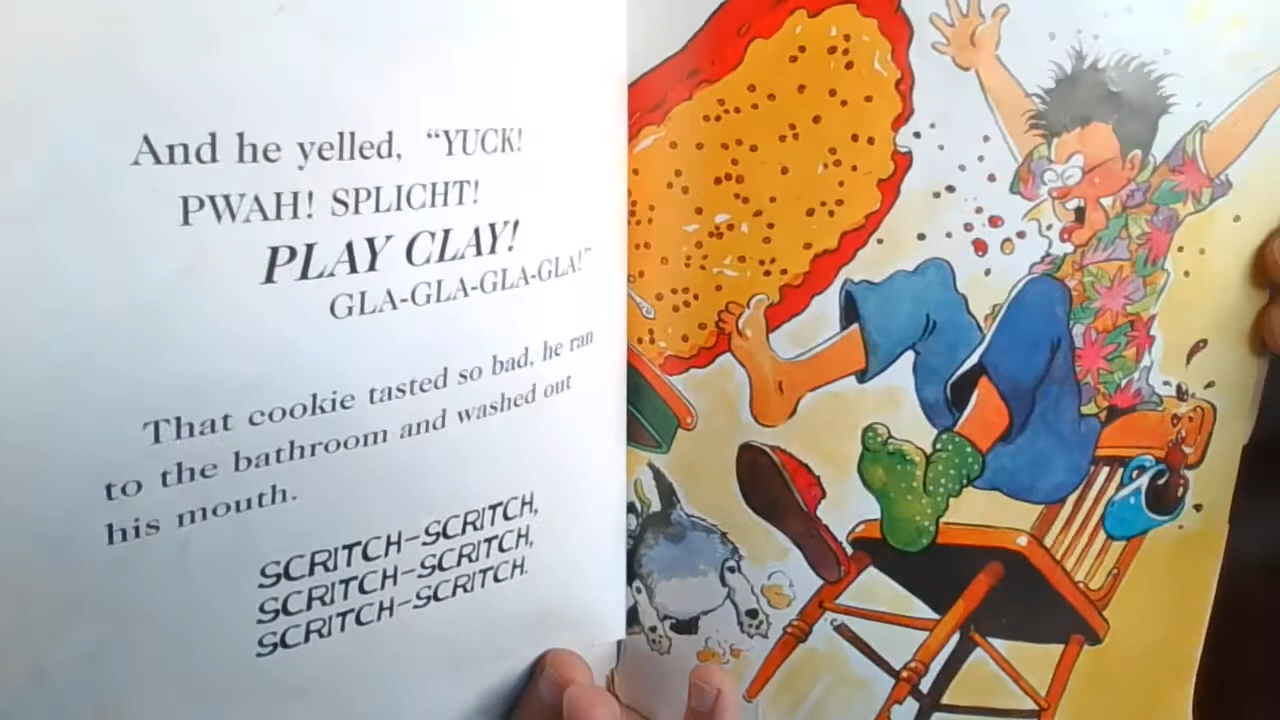 And he yelled, “YUCK!
PWAH! SPLICHT!
PLAY CLAY!
GLA-GLA-GLA-GLA!”
That cookie tasted so bad, he ran
to the bathroom and washed out
his mouth.
SCRITCH-SCRITCH,
SCRITCH-SCRITCH,
SCRITCH-SCRITCH.